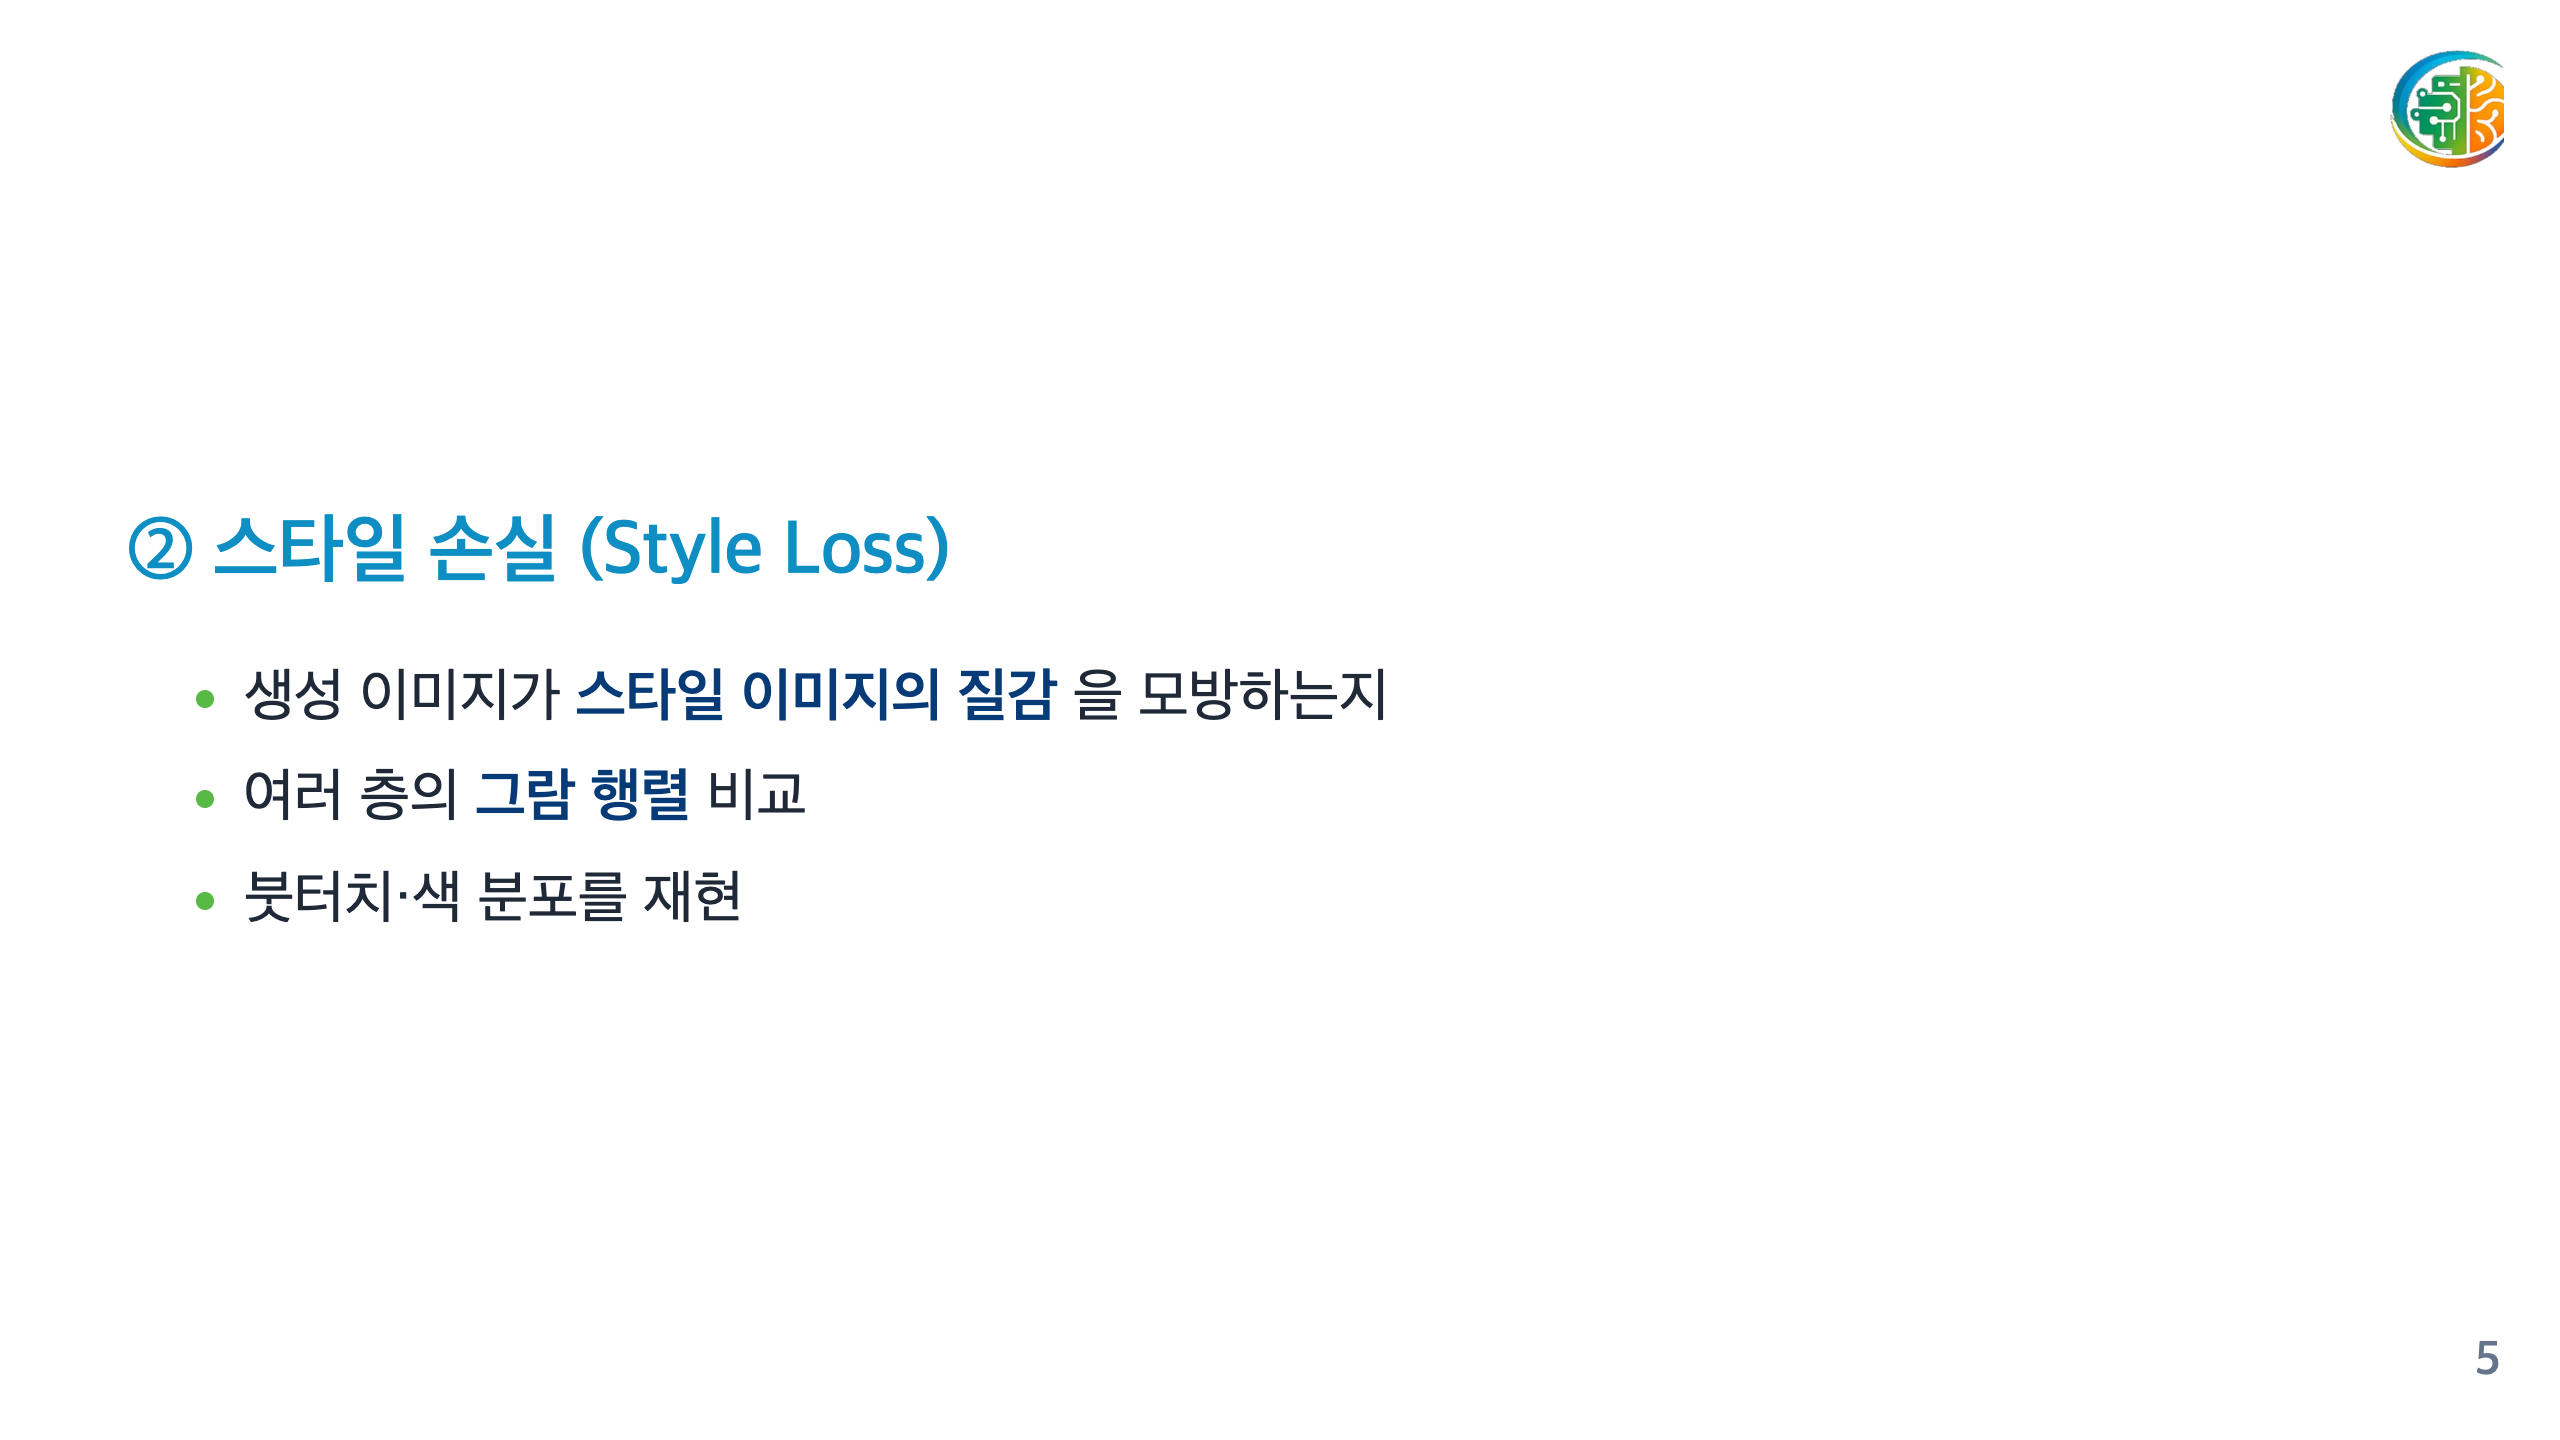 ② 스타일 손실 (Style Loss)
• 생성 이미지가 스타일 이미지의 질감 을 모방하는지
• 여러 층의 그람 행렬 비교
• 붓터치·색 분포를 재현
5